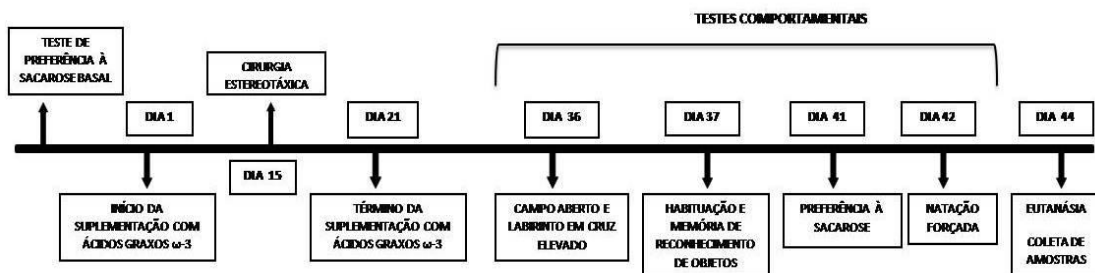 TESTES COMPORTAMENTAIS
TESTE DE
PREFERÊNCIA À
SACAROSE BASAL
CIRURGIA
ESTEREOTÁXICA
DIA 1
DIA 21
DIA 36
DIA 37
DIA 41
DIA 42
DIA 44
DIA 15
INÍCIO DA
SUPLEMENTAÇÃO COM
ÁCIDOS GRAXOS ω-3
TÉRMINO DA
SUPLEMENTAÇÃO COM
ÁCIDOS GRAXOS ω-3
CAMPO ABERTO E
LABIRINTO EM CRUZ
ELEVADO
HABITUAÇÃO E
MEMÓRIA DE
RECONHECIMENTO
DE OBJETOS
PREFERÊNCIA À
SACAROSE
NATAÇÃO
FORÇADA
EUTANÁSIA
COLETA DE
AMOSTRAS